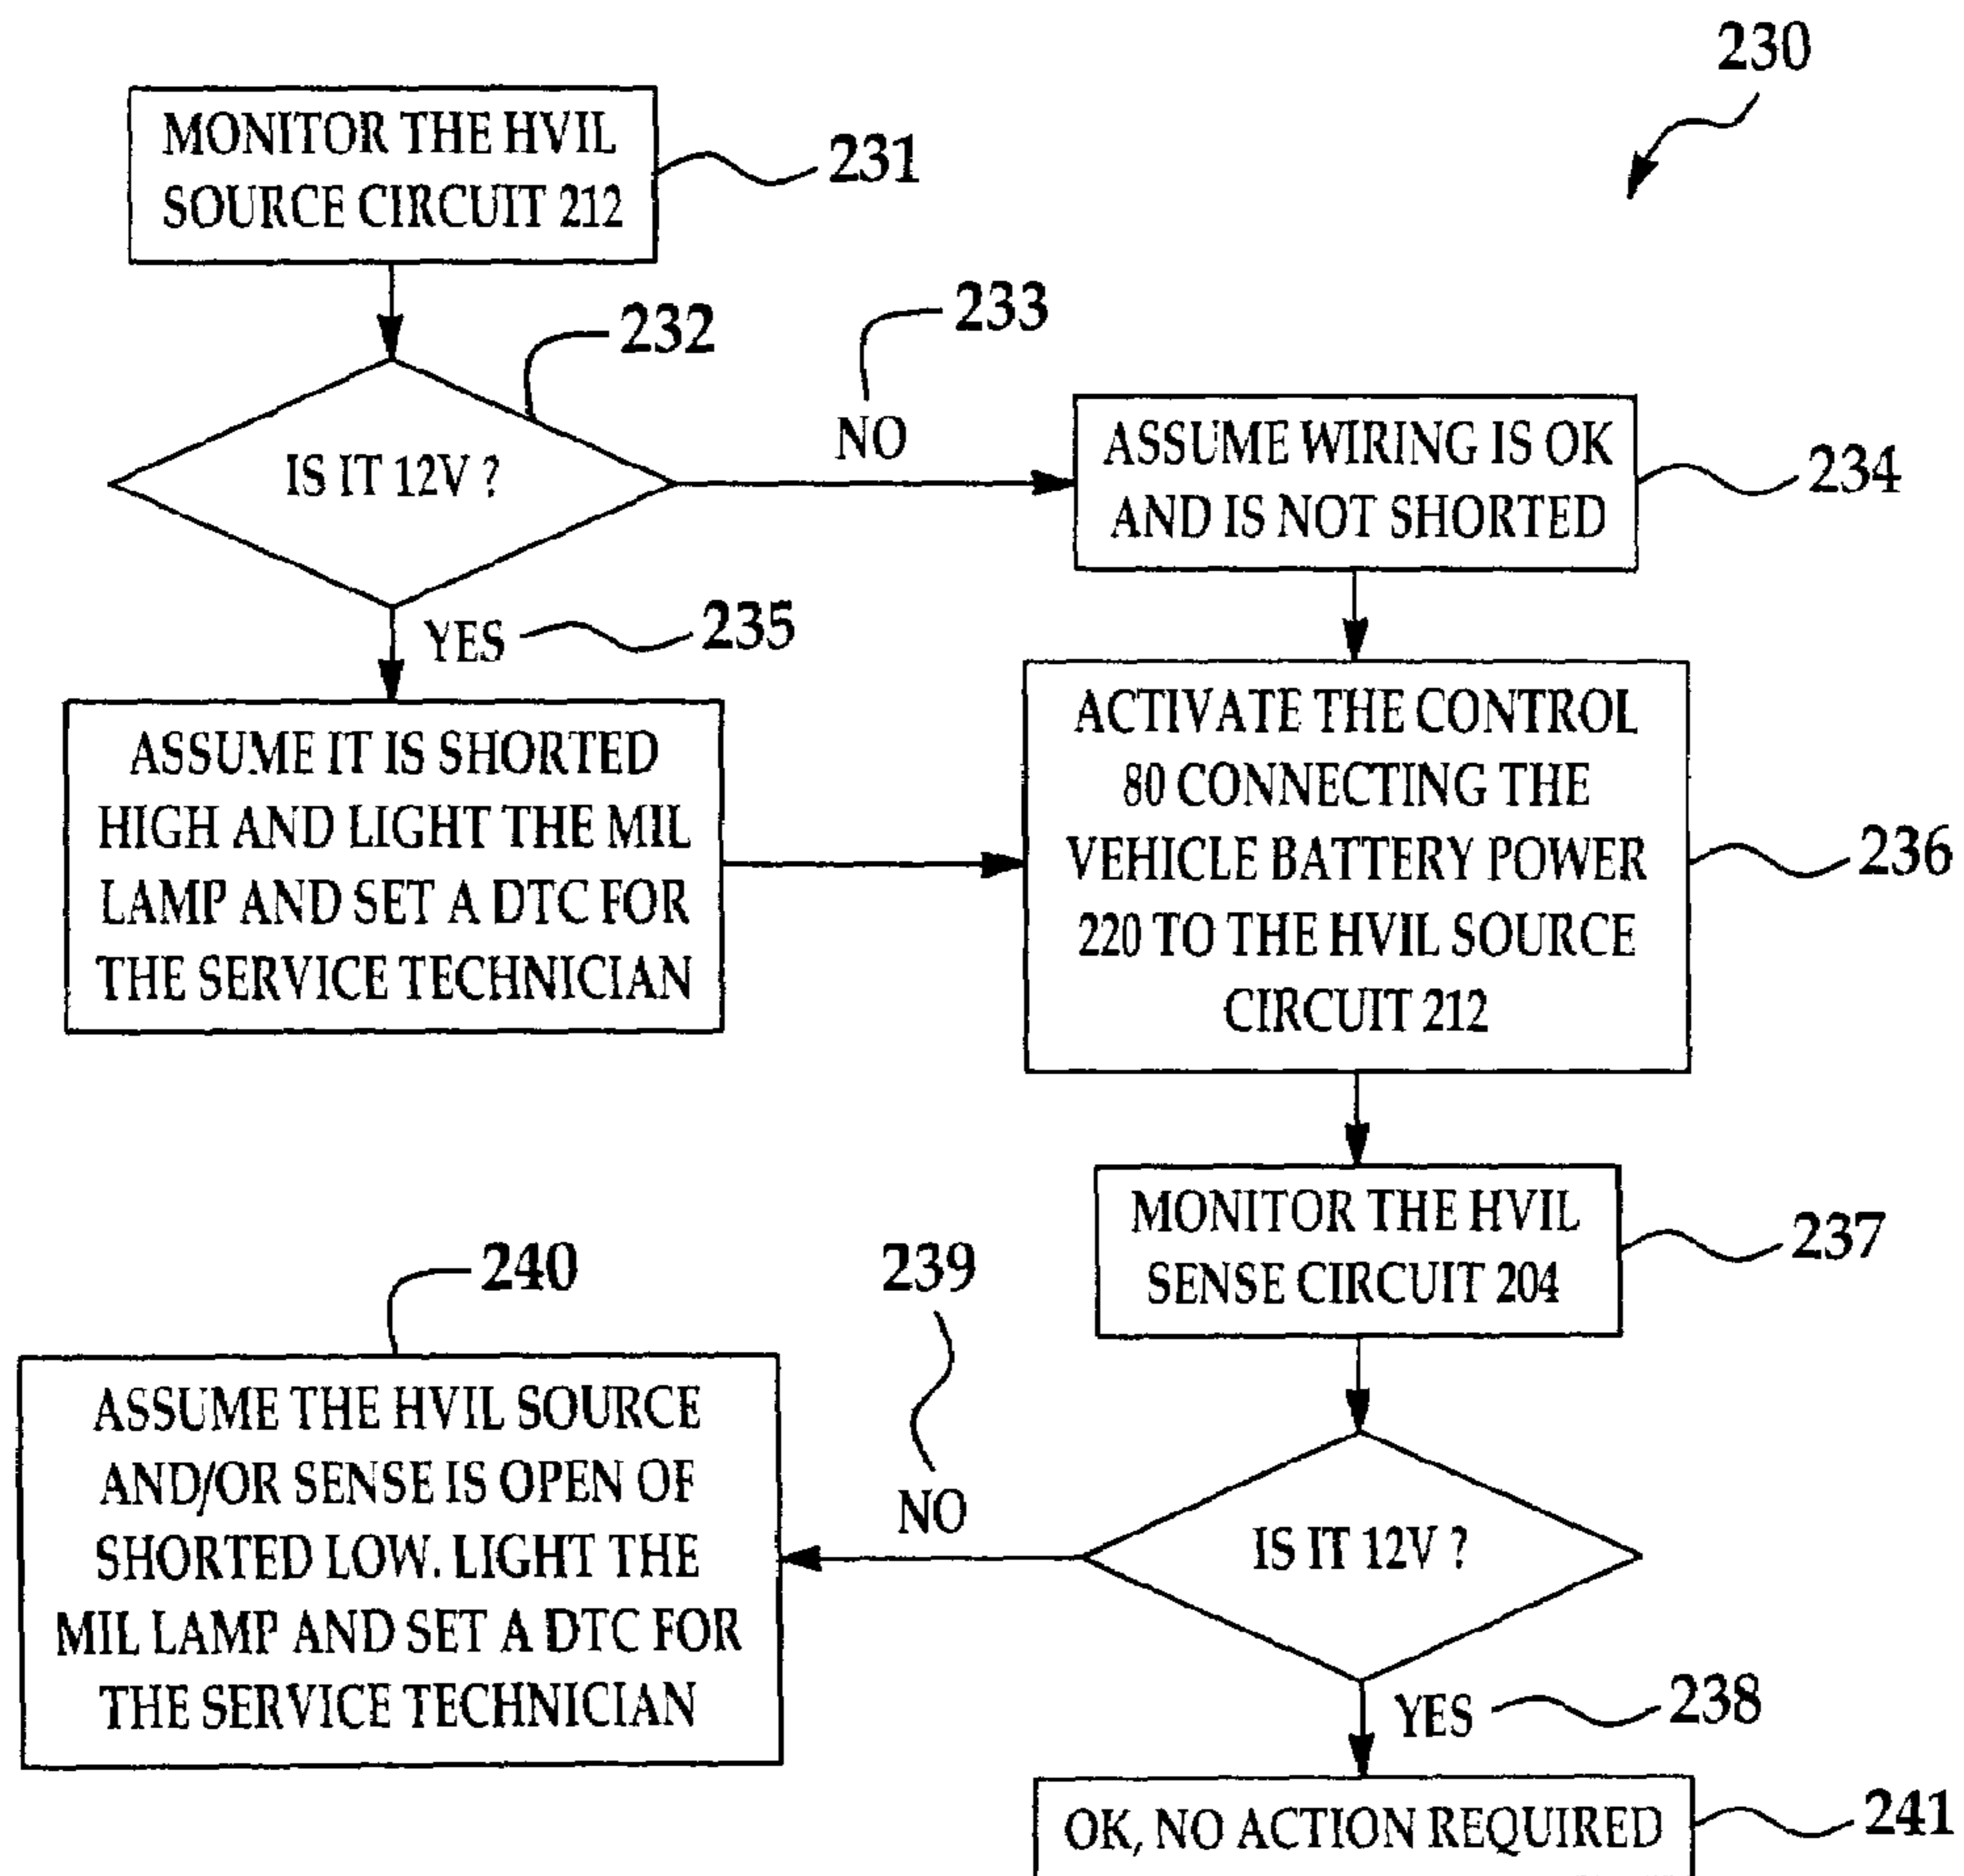 230
MONITOR THE HVIL
SOURCE CIRCUIT 212
231
232
233
IS IT 12V ?
NO
ASSUME WIRING IS OK
AND IS NOT SHORTED
234
YES
235
ASSUME IT IS SHORTED
HIGH AND LIGHT THE MIL
LAMP AND SET A DTC FOR
THE SERVICE TECHNICIAN
ACTIVATE THE CONTROL
80 CONNECTING THE
VEHICLE BATTERY POWER
220 TO THE HVIL SOURCE
CIRCUIT 212
236
MONITOR THE HVIL
SENSE CIRCUIT 204
237
240
239
ASSUME THE HVIL SOURCE
AND/OR SENSE IS OPEN OF
SHORTED LOW. LIGHT THE
MIL LAMP AND SET A DTC FOR
THE SERVICE TECHNICIAN
NO
IS IT 12V ?
YES
238
OK, NO ACTION REQUIRED
241